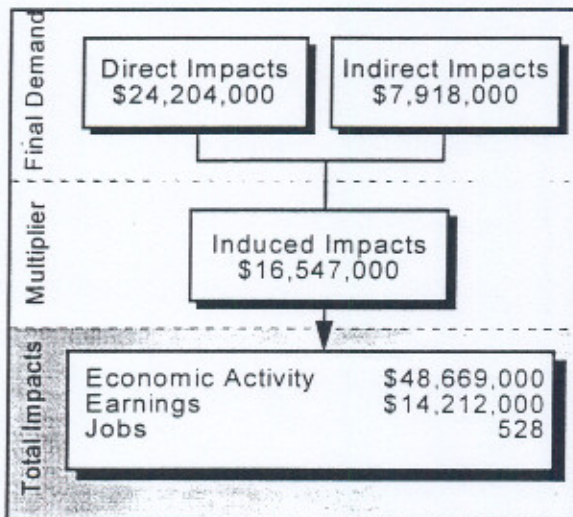 Final Demand
Direct Impacts
$24,204,000
Indirect Impacts
$7,918,000
Multiplier
Induced Impacts
$16,547,000
Total Impacts
Economic Activity $48,669,000
Earnings $14,212,000
Jobs 528